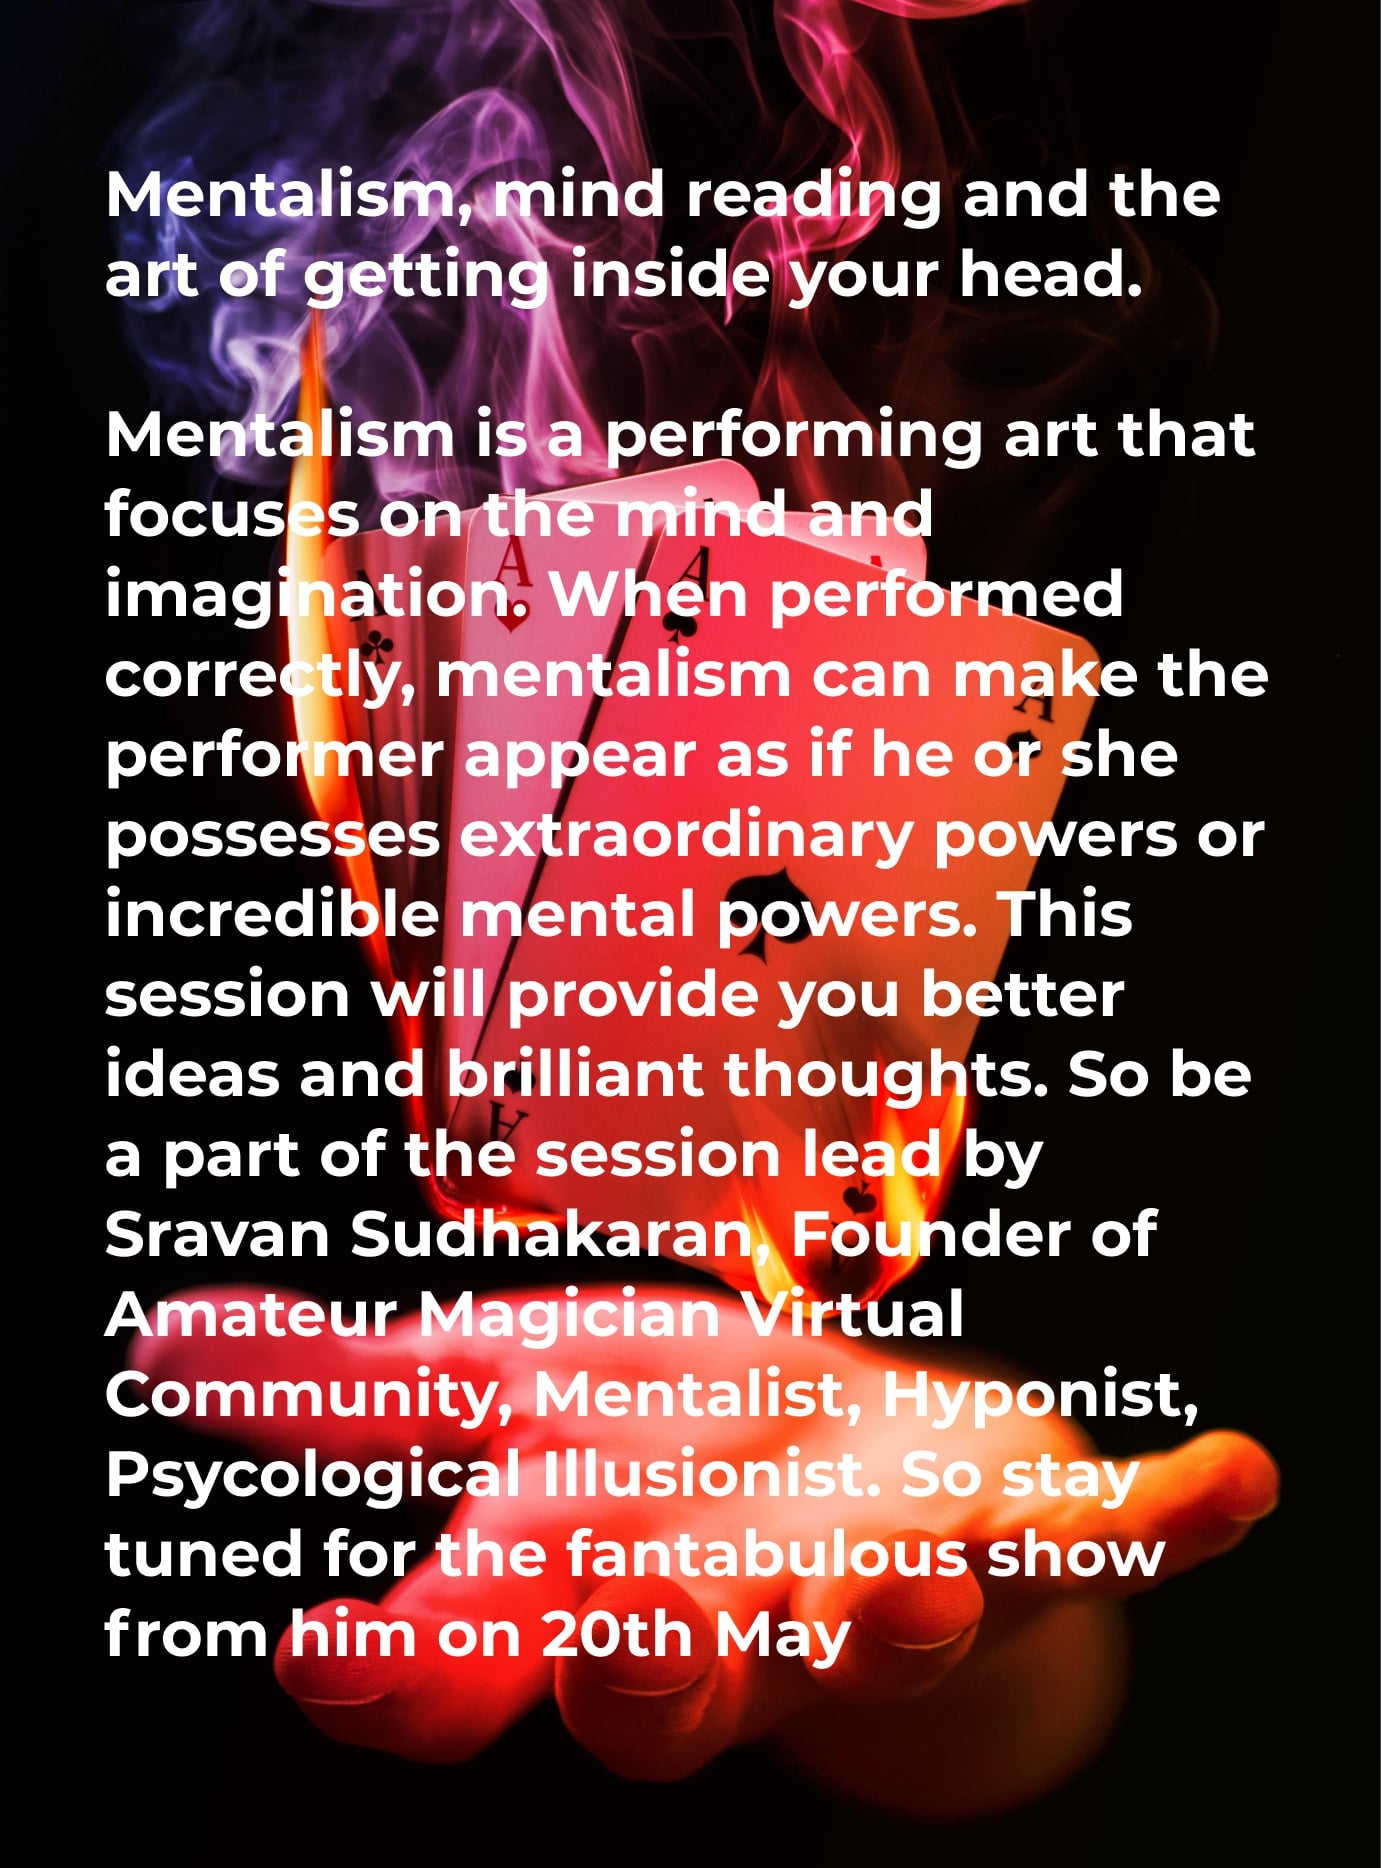 Mentalism, mind reading and the
art of getting inside your head.
Mentalism is a performing art that
focuses on the mind and
imagination. When performed
correctly, mentalism can make the
performer appear as if he or she
possesses extraordinary powers or
incredible mental powers. This
session will provide you better
ideas and brilliant thoughts. So be
a part of the session lead by
Sravan Sudhakaran, Founder of
Amateur Magician Virtual
Community, Mentalist, Hyponist,
Psycological Illusionist. So stay
tuned for the fantabulous show
from him on 20th May
A
A
A
A
A